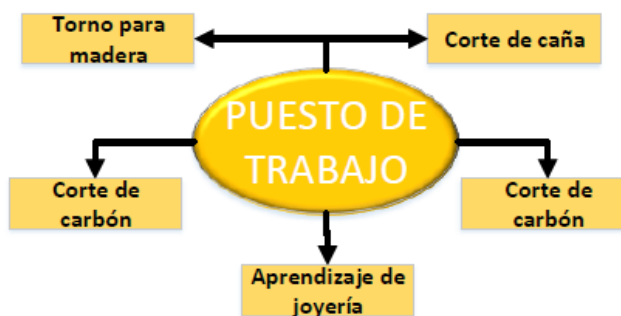 Torno para
madera
Corte de caña
PUESTO DE
TRABAJO
Corte de
carbón
Corte de
carbón
Aprendizaje de
joyería